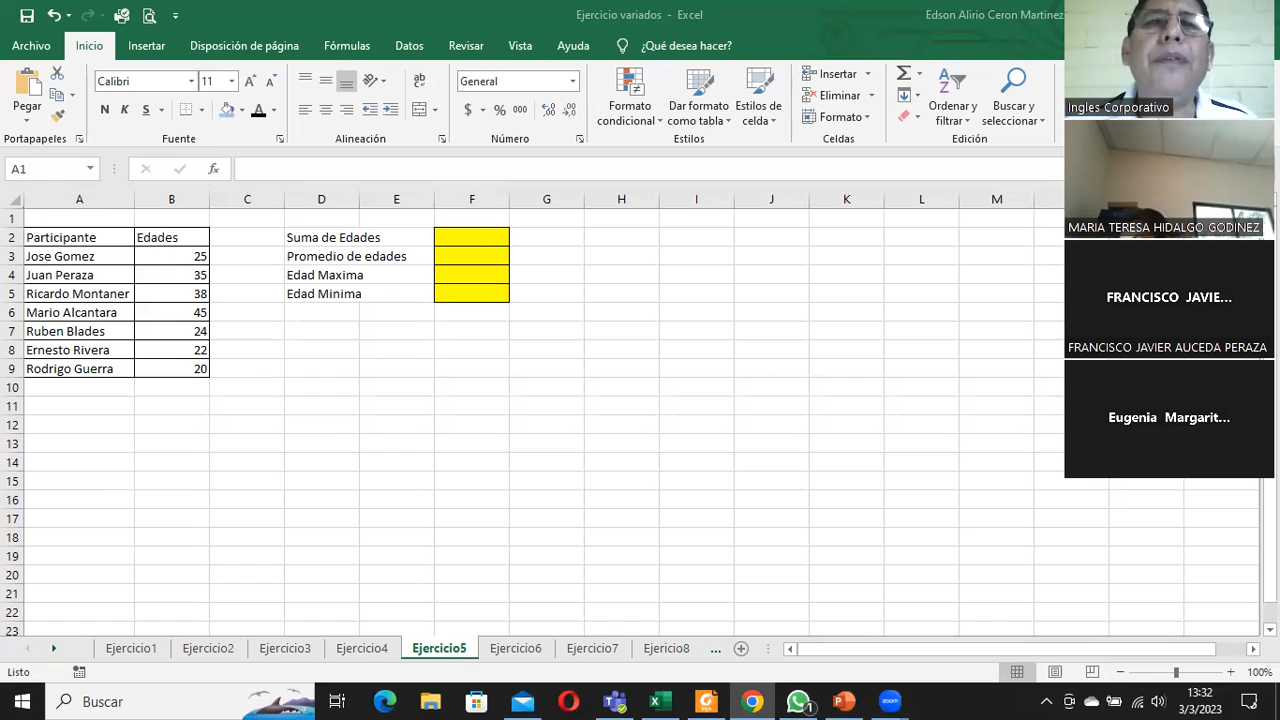 Ejercicio variados - Excel
Edson Alirio Ceron Martinez
Archivo Inicio Insertar Disposición de página Fórmulas Datos Revisar Vista Ayuda ¿Qué desea hacer?
Pegar
Calibri 11
N K S
ab
General
$ % 000
Formato condicional
Dar formato como tabla
Estilos de celda
Insertar
Eliminar
Formato
Ordenar y filtrar
Buscar y seleccionar
Portapapeles Fuente Alineación Número Estilos Celdas Edición
A1 fx
A B C D E F G H I J K L M
1
2 Participante Edades Suma de Edades
3 Jose Gomez 25 Promedio de edades
4 Juan Peraza 35 Edad Maxima
5 Ricardo Montaner 38 Edad Minima
6 Mario Alcantara 45
7 Ruben Blades 24
8 Ernesto Rivera 22
9 Rodrigo Guerra 20
10
11
12
13
14
15
16
17
18
19
20
21
22
23
Ingles Corporativo
MARIA TERESA HIDALGO GODINEZ
FRANCISCO JAVIE...
FRANCISCO JAVIER AUCEDA PERAZA
Eugenia Margarit...
Ejercicio1 Ejercicio2 Ejercicio3 Ejercicio4 Ejercicio5 Ejercicio6 Ejercicio7 Ejericio8 ...
Listo 100%
Buscar
1
13:32
3/3/2023